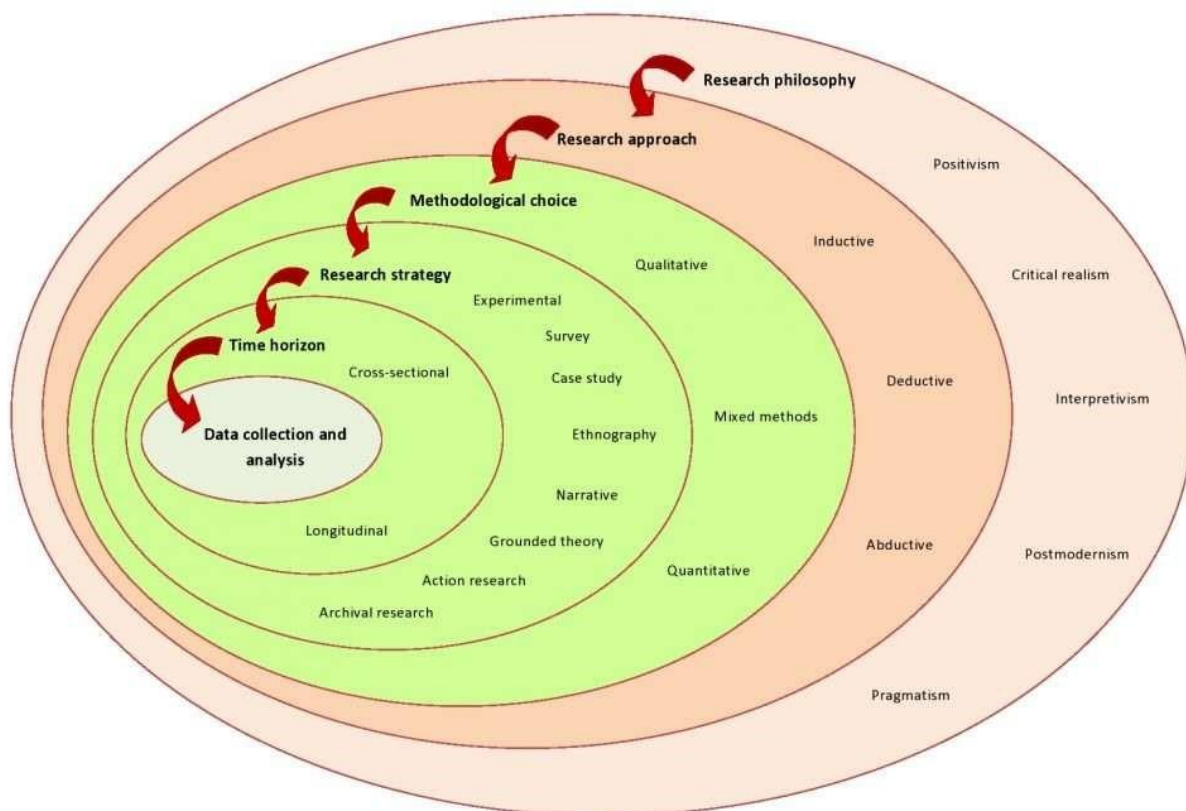 Research philosophy
Research approach
Positivism
Methodological choice
Inductive
Qualitative
Research strategy
Critical realism
Experimental
Survey
Time horizon
Cross-sectional
Case study
Deductive
Interpretivism
Mixed methods
Data collection and
analysis
Ethnography
Narrative
Longitudinal
Grounded theory
Abductive
Postmodernism
Quantitative
Action research
Archival research
Pragmatism